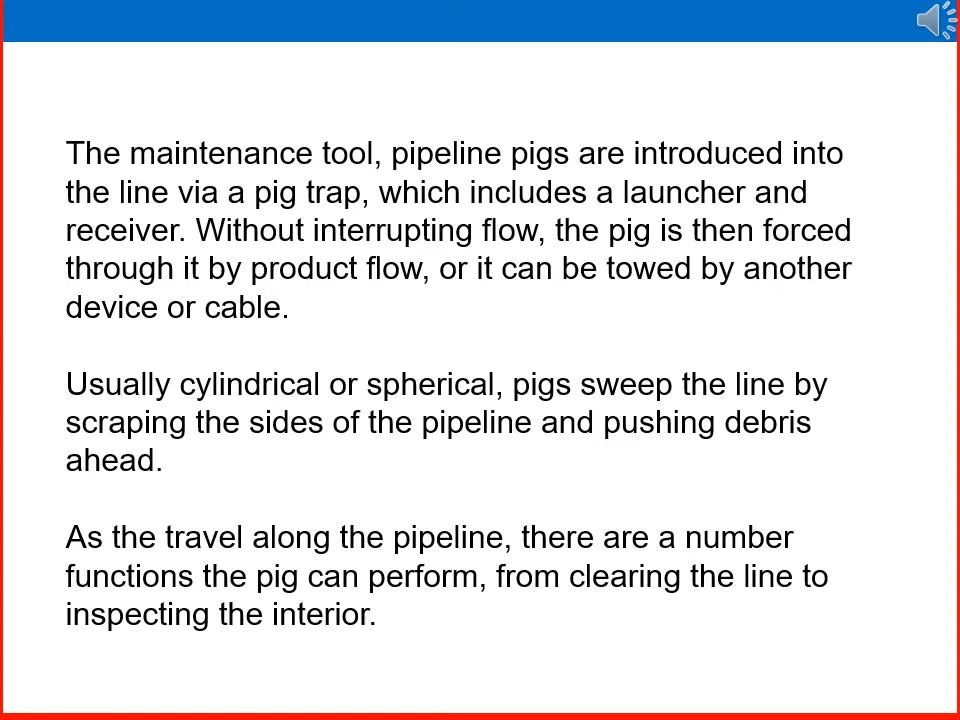 The maintenance tool, pipeline pigs are introduced into
the line via a pig trap, which includes a launcher and
receiver. Without interrupting flow, the pig is then forced
through it by product flow, or it can be towed by another
device or cable.
Usually cylindrical or spherical, pigs sweep the line by
scraping the sides of the pipeline and pushing debris
ahead.
As the travel along the pipeline, there are a number
functions the pig can perform, from clearing the line to
inspecting the interior.